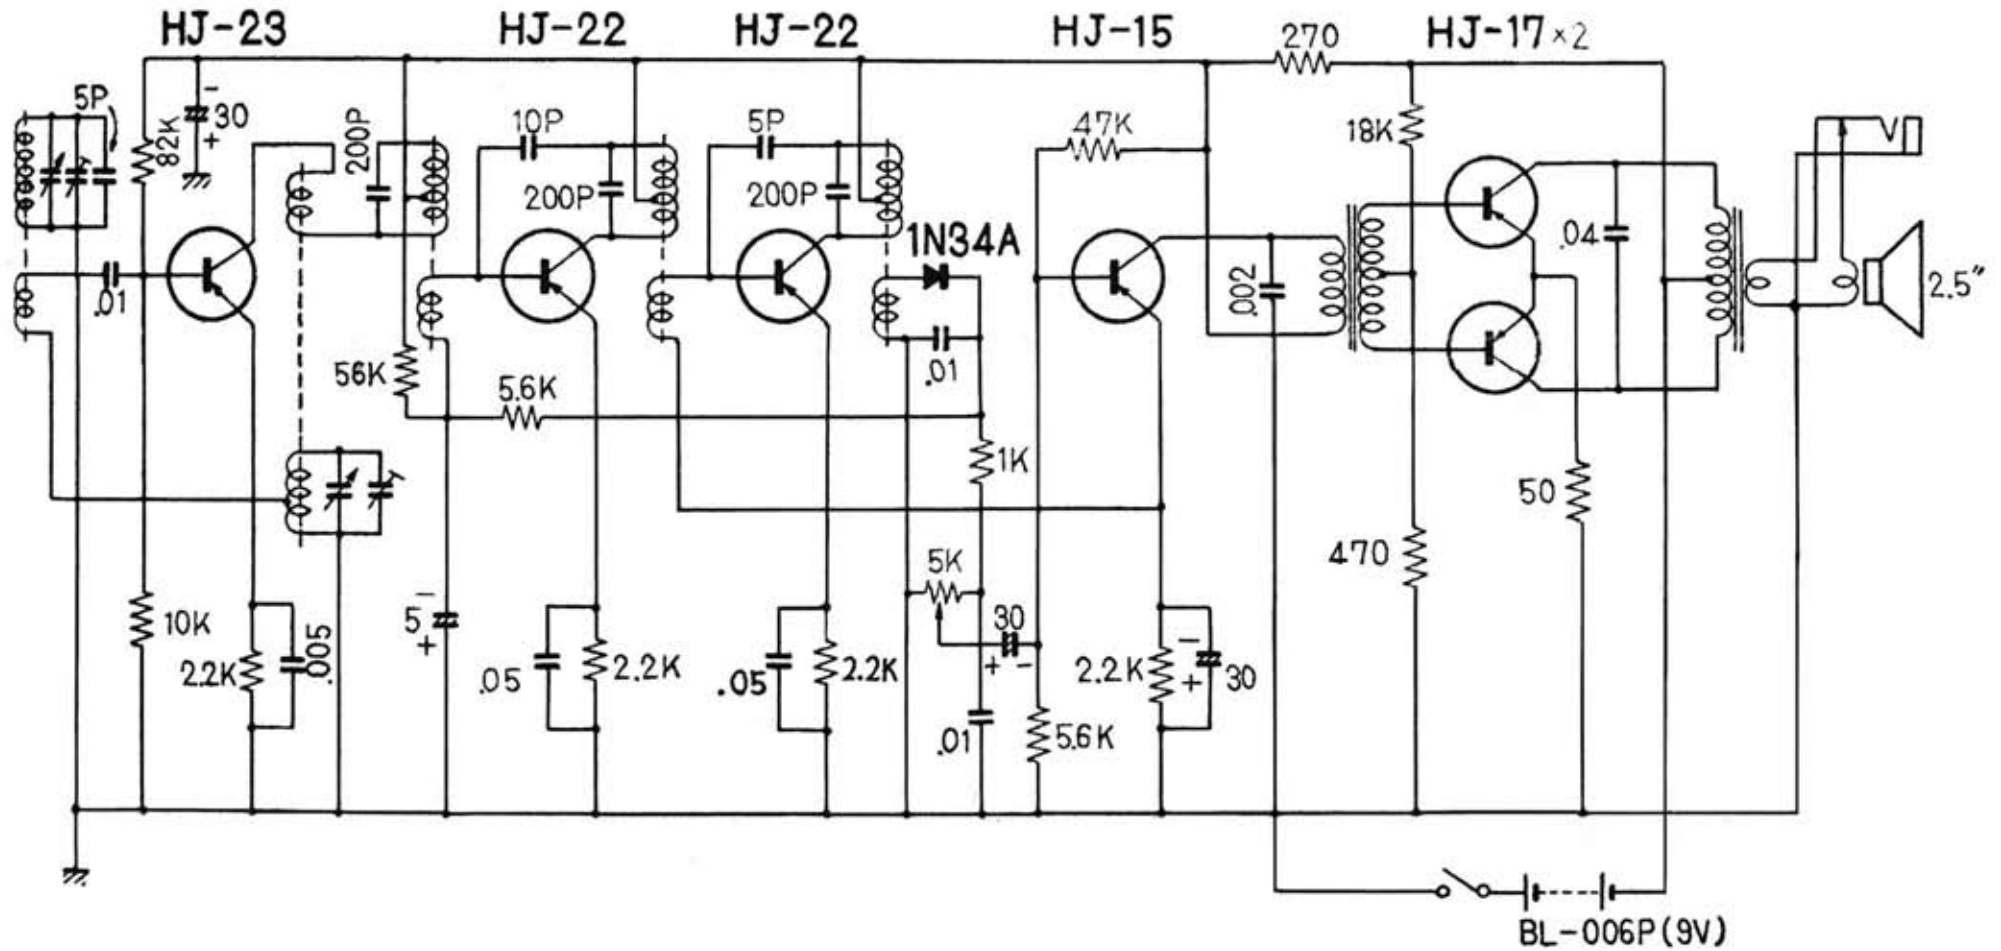 HJ-23
HJ-22
HJ-22
HJ-15
270
HJ-17 ×2
5P
82K
-
30
+
200P
10P
200P
5P
200P
1N34A
47K
18K
.01
.002
.04
2.5″
56K
5.6K
.01
1K
50
470
5K
10K
2.2K
.005
5
-
+
.05
2.2K
.05
2.2K
30
+ -
.01
5.6K
2.2K
-
+
30
BL-006P(9V)